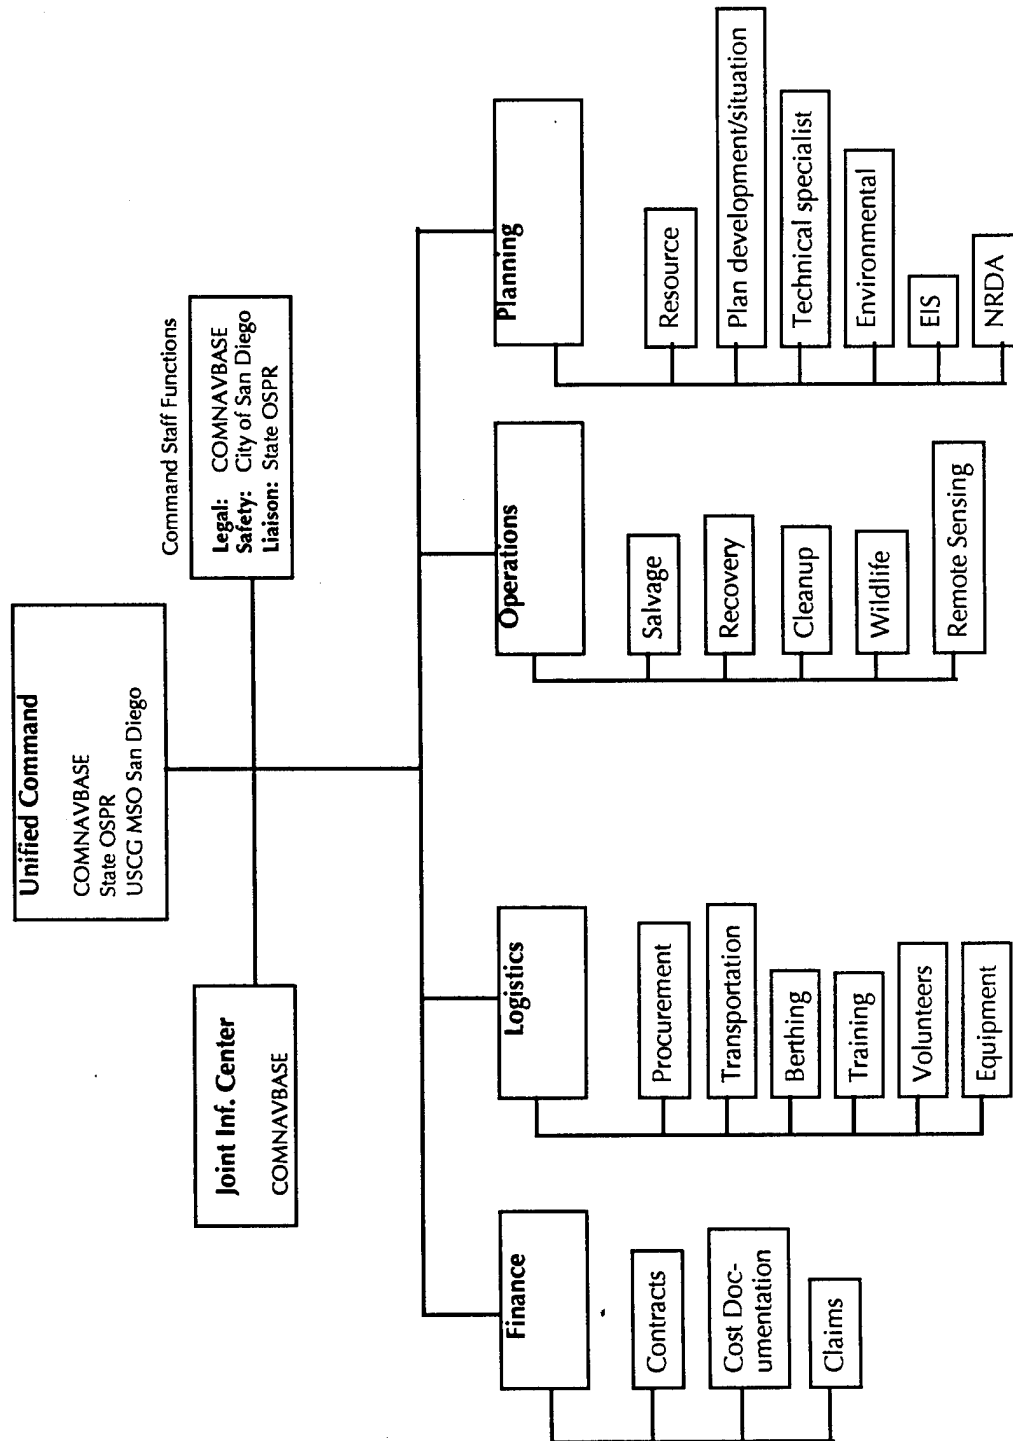 Unified Command
COMNAVBASE
State OSPR
USCG MSO San Diego
Joint Inf. Center
COMNAVBASE
Command Staff Functions
Legal: COMNAVBASE
Safety: City of San Diego
Liaison: State OSPR
Finance
Contracts
Cost Doc-
umentation
Claims
Logistics
Procurement
Transportation
Berthing
Training
Volunteers
Equipment
Operations
Salvage
Recovery
Cleanup
Wildlife
Remote Sensing
Planning
Resource
Plan development/situation
Technical specialist
Environmental
EIS
NRDA